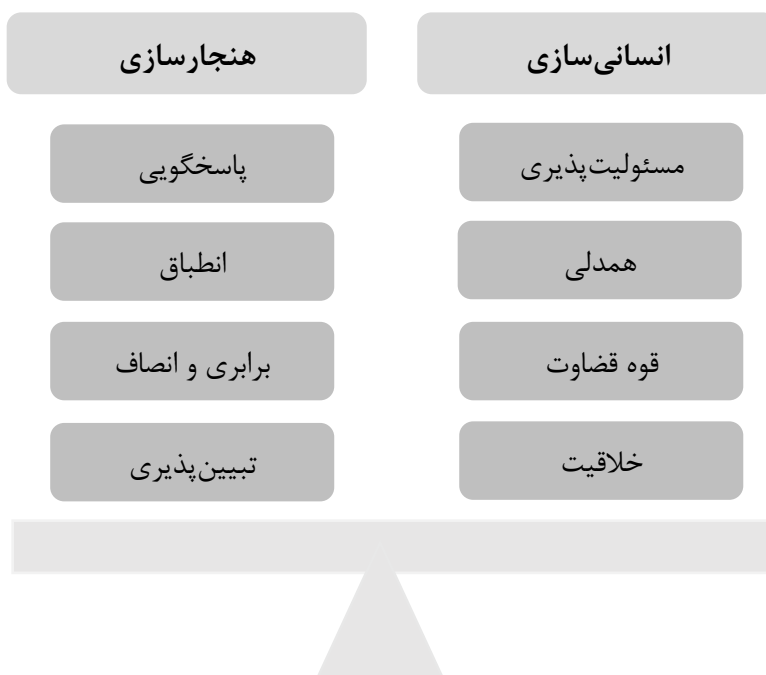 انسانی‌سازی
مسئولیت‌پذیری
همدلی
قوه قضاوت
خلاقیت
هنجارسازی
پاسخگویی
انطباق
برابری و انصاف
تبیین‌پذیری